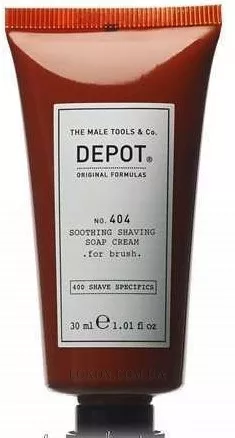 THE MALE TOOLS & Co.
DEPOT®
ORIGINAL FORMULAS
NO. 404
SOOTHING SHAVING
SOAP CREAM
.for brush.
400 SHAVE SPECIFICS
30 ml ℮ 1.01 fl oz